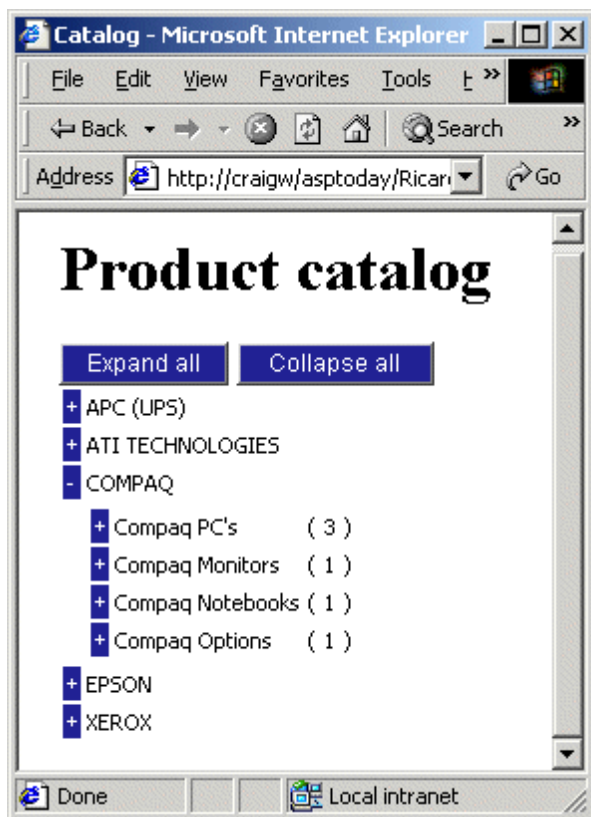 Catalog - Microsoft Internet Explorer
File Edit View Favorites Tools »
Back Search »
Address http://craigw/asptoday/ Go
Product catalog
Expand all Collapse all
+ APC (UPS)
+ ATI TECHNOLOGIES
- COMPAQ
+ Compaq PC's ( 3 )
+ Compaq Monitors ( 1 )
+ Compaq Notebooks ( 1 )
+ Compaq Options ( 1 )
+ EPSON
+ XEROX
Done Local intranet